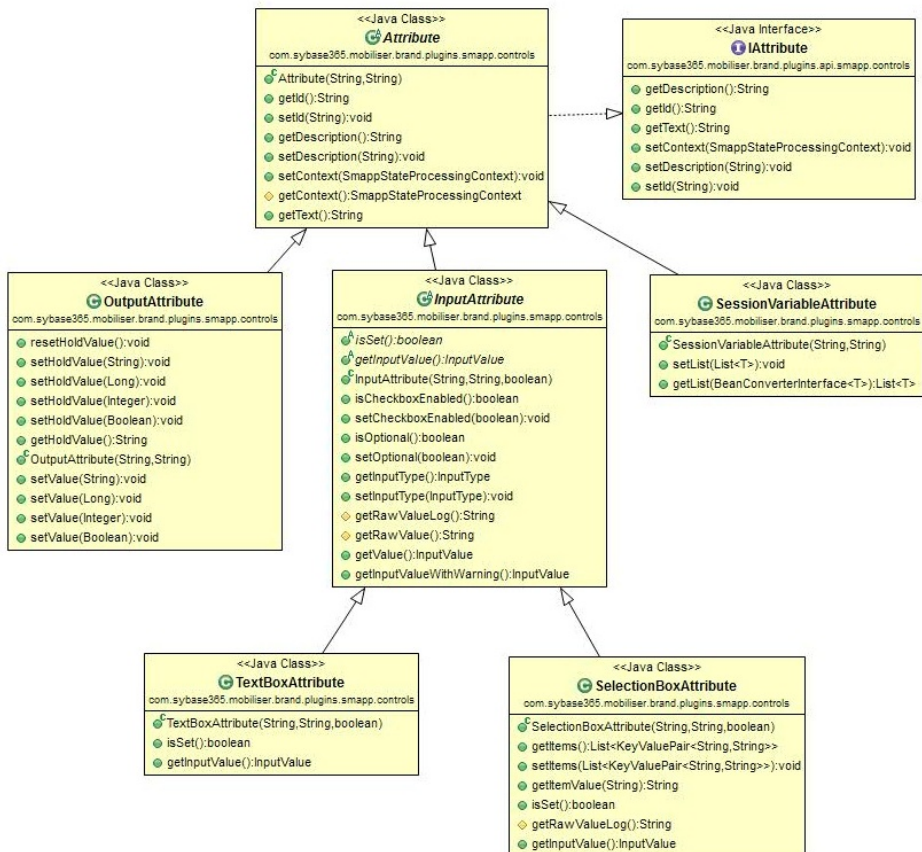 <<Java Class>>
Attribute
com.sybase365.mobiliser.brand.plugins.smapp.controls
Attribute(String,String)
getId():String
setId(String):void
getDescription():String
setDescription(String):void
setContext(SmappStateProcessingContext):void
getContext():SmappStateProcessingContext
getText():String
<<Java Interface>>
IAttribute
com.sybase365.mobiliser.brand.plugins.api.smapp.controls
getDescription():String
getId():String
getText():String
setContext(SmappStateProcessingContext):void
setDescription(String):void
setId(String):void
<<Java Class>>
OutputAttribute
com.sybase365.mobiliser.brand.plugins.smapp.controls
resetHoldValue():void
setHoldValue(String):void
setHoldValue(Long):void
setHoldValue(Integer):void
setHoldValue(Boolean):void
getHoldValue():String
OutputAttribute(String,String)
setValue(String):void
setValue(Long):void
setValue(Integer):void
setValue(Boolean):void
<<Java Class>>
InputAttribute
com.sybase365.mobiliser.brand.plugins.smapp.controls
isSet():boolean
getInputValue():InputValue
InputAttribute(String,String,boolean)
isCheckboxEnabled():boolean
setCheckboxEnabled(boolean):void
isOptional():boolean
setOptional(boolean):void
getInputType():InputType
setInputType(InputType):void
getRawValueLog():String
getRawValue():String
getValue():InputValue
getInputValueWithWarning():InputValue
<<Java Class>>
SessionVariableAttribute
com.sybase365.mobiliser.brand.plugins.smapp.controls
SessionVariableAttribute(String,String)
setList(List<T>):void
getList(BeanConverterInterface<T>):List<T>
<<Java Class>>
TextBoxAttribute
com.sybase365.mobiliser.brand.plugins.smapp.controls
TextBoxAttribute(String,String,boolean)
isSet():boolean
getInputValue():InputValue
<<Java Class>>
SelectionBoxAttribute
com.sybase365.mobiliser.brand.plugins.smapp.controls
SelectionBoxAttribute(String,String,boolean)
getItems():List<KeyValuePair<String,String>>
setItems(List<KeyValuePair<String,String>>):void
getItemValue(String):String
isSet():boolean
getRawValueLog():String
getInputValue():InputValue